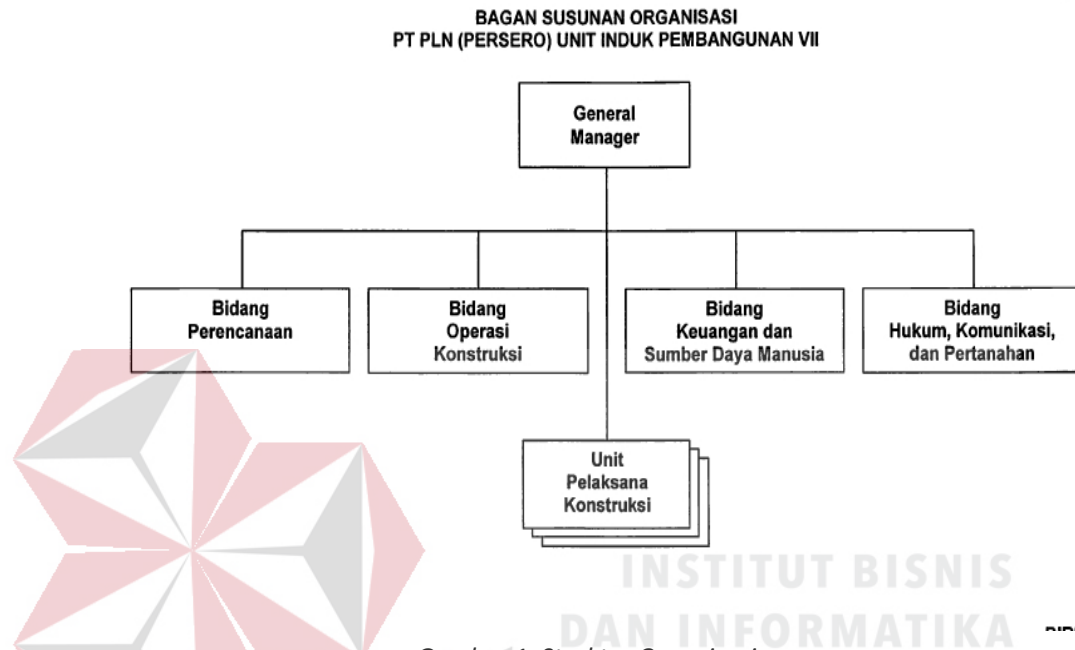 BAGAN SUSUNAN ORGANISASI
PT PLN (PERSERO) UNIT INDUK PEMBANGUNAN VII
General
Manager
Bidang
Perencanaan
Bidang
Operasi
Konstruksi
Bidang
Keuangan dan
Sumber Daya Manusia
Bidang
Hukum, Komunikasi,
dan Pertanahan
Unit
Pelaksana
Konstruksi
INSTITUT BISNIS
DAN INFORMATIKA